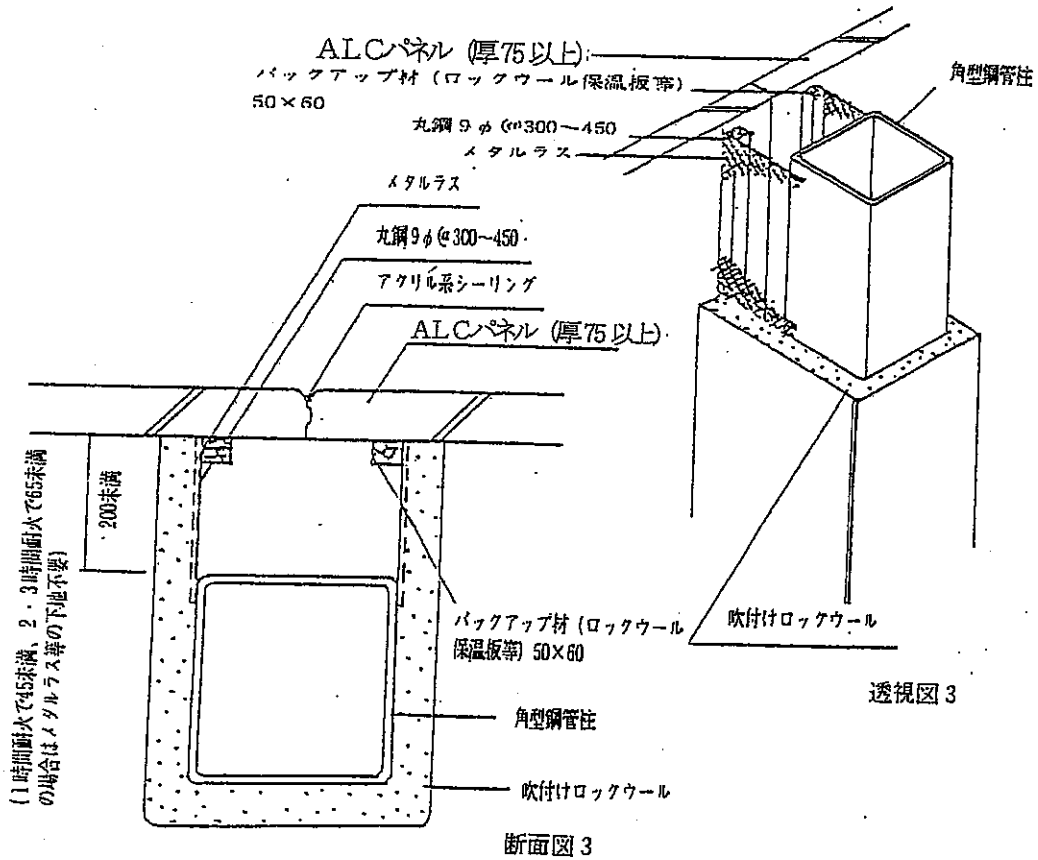 ALCパネル (厚75以上)
バックアップ材 (ロックウール保温板等)
50×60
角型鋼管柱
丸鋼9φ@300～450
メタルラス
メタルラス
丸鋼9φ@300～450
アクリル系シーリング
ALCパネル (厚75以上)
200未満
(1時間耐火で45未満、2・3時間耐火で65未満
の場合はメタルラス等の下地不要)
バックアップ材 (ロックウール
保温板等) 50×60
角型鋼管柱
吹付けロックウール
断面図3
吹付けロックウール
透視図3